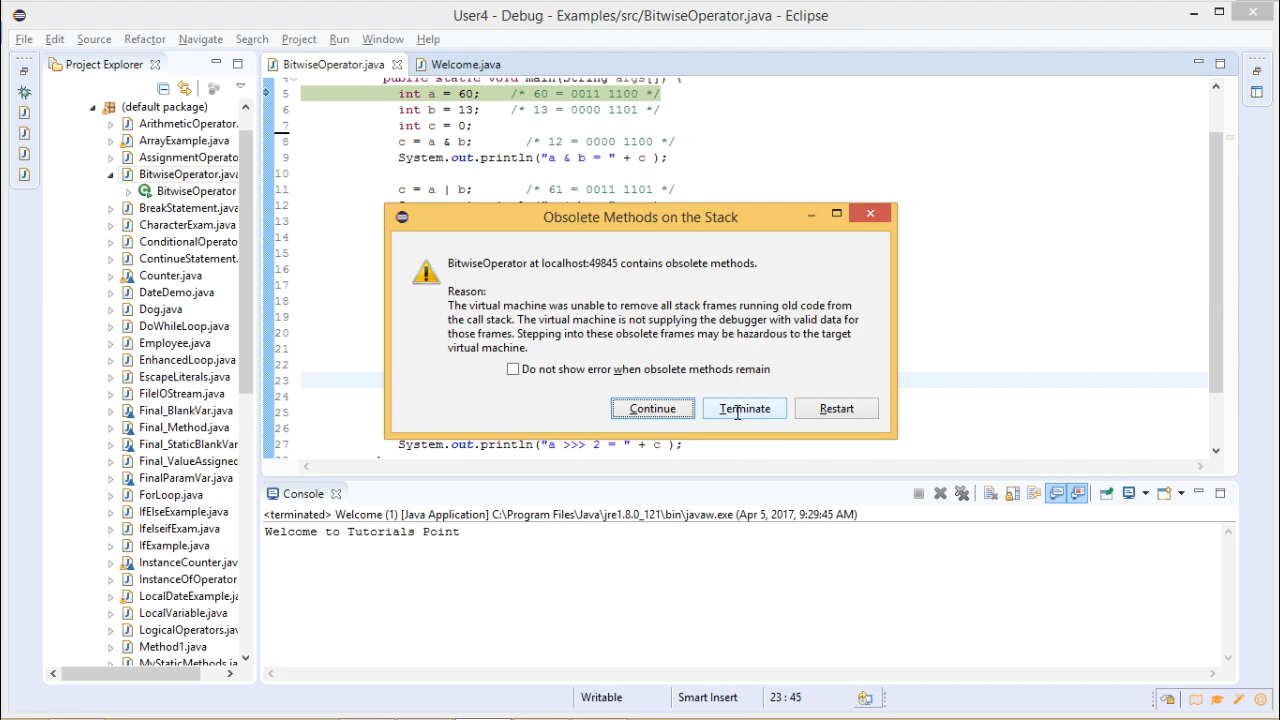 User4 - Debug - Examples/src/BitwiseOperator.java - Eclipse
File Edit Source Refactor Navigate Search Project Run Window Help
Project Explorer
BitwiseOperator.java
Welcome.java
(default package)
ArithmeticOperator.
ArrayExample.java
AssignmentOperato
BitwiseOperator.java
BitwiseOperator
BreakStatement.java
CharacterExam.java
ConditionalOperato
ContinueStatement.
Counter.java
DateDemo.java
Dog.java
DoWhileLoop.java
Employee.java
EnhancedLoop.java
EscapeLiterals.java
FileIOStream.java
Final_BlankVar.java
Final_Method.java
Final_StaticBlankVar
Final_ValueAssigned
FinalParamVar.java
ForLoop.java
IfElseExample.java
IfelseifExam.java
IfExample.java
InstanceCounter.java
InstanceOfOperator
LocalDateExample.ja
LocalVariable.java
LogicalOperators.java
Method1.java
MyStaticMethods.ja
public static void main(String args[]) {
5 int a = 60; /* 60 = 0011 1100 */
6 int b = 13; /* 13 = 0000 1101 */
7 int c = 0;
8 c = a & b; /* 12 = 0000 1100 */
9 System.out.println("a & b = " + c );
10
11 c = a | b; /* 61 = 0011 1101 */
12
13
14
15
16
17
18
19
20
21
22
23
24
25
26
27 System.out.println("a >>> 2 = " + c );
Obsolete Methods on the Stack
BitwiseOperator at localhost:49845 contains obsolete methods.
Reason:
The virtual machine was unable to remove all stack frames running old code from
the call stack. The virtual machine is not supplying the debugger with valid data for
those frames. Stepping into these obsolete frames may be hazardous to the target
virtual machine.
Do not show error when obsolete methods remain
Continue Terminate Restart
Console
<terminated> Welcome (1) [Java Application] C:\Program Files\Java\jre1.8.0_121\bin\javaw.exe (Apr 5, 2017, 9:29:45 AM)
Welcome to Tutorials Point
Writable Smart Insert 23 : 45